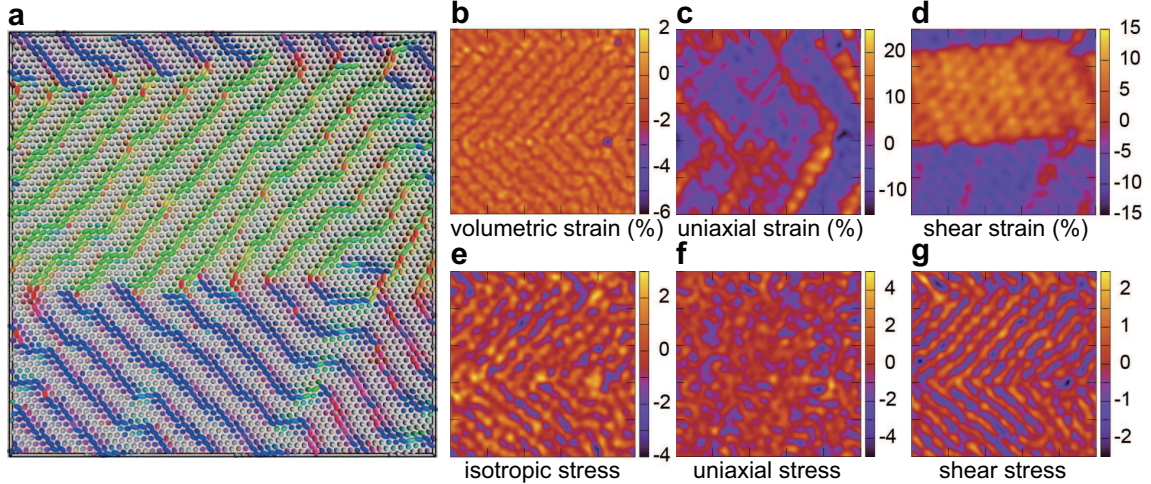 a
b
c
d
2
0
-2
-4
-6
20
10
0
-10
15
10
5
0
-5
-10
-15
volumetric strain (%)
uniaxial strain (%)
shear strain (%)
e
f
g
2
0
-2
-4
4
2
0
-2
-4
2
1
0
-1
-2
isotropic stress
uniaxial stress
shear stress